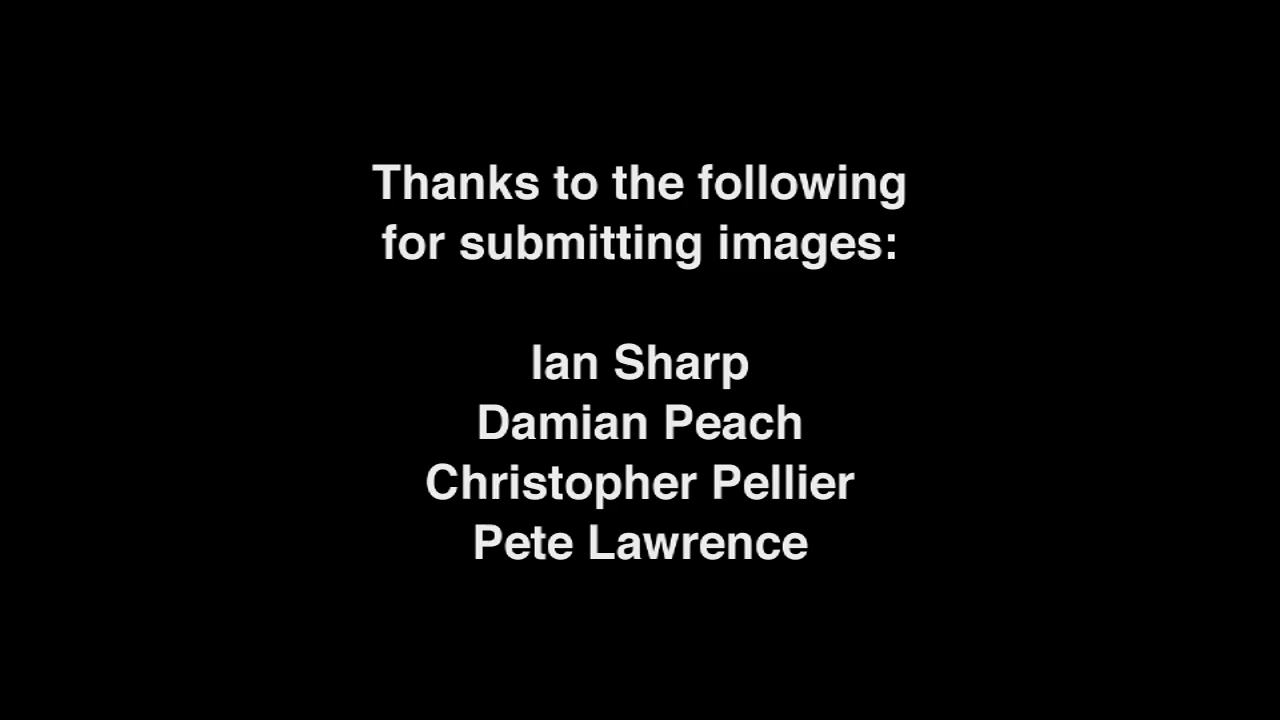 Thanks to the following
for submitting images:
Ian Sharp
Damian Peach
Christopher Pellier
Pete Lawrence